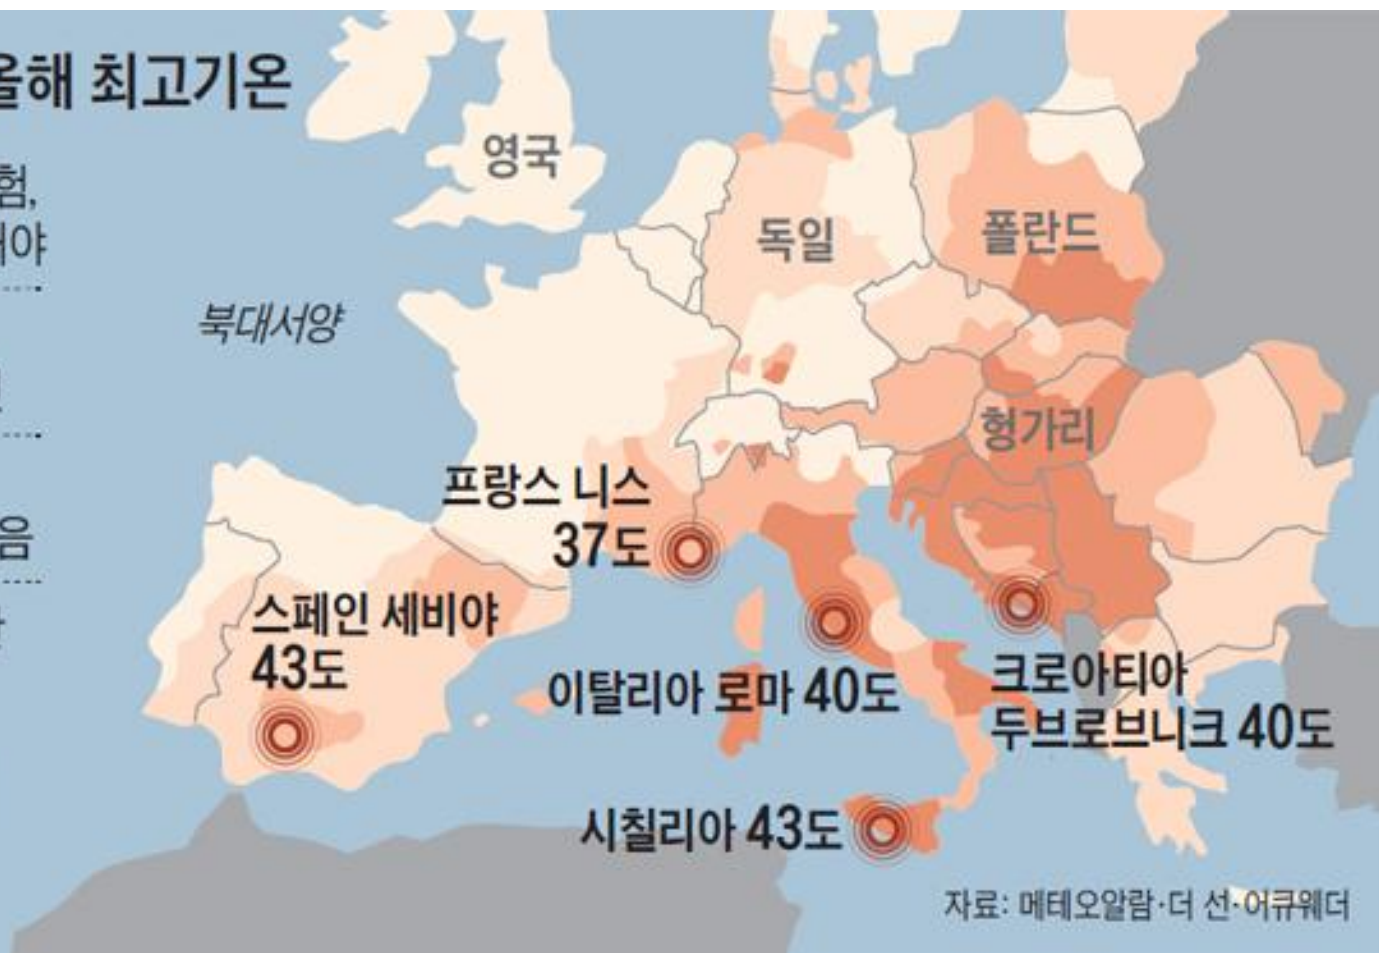 올해 최고기온
험,
야
음
영국
독일
폴란드
북대서양
헝가리
프랑스 니스
37도
스페인 세비야
43도
이탈리아 로마 40도
크로아티아
두브로브니크 40도
시칠리아 43도
자료: 메테오알람·더 선·어큐웨더